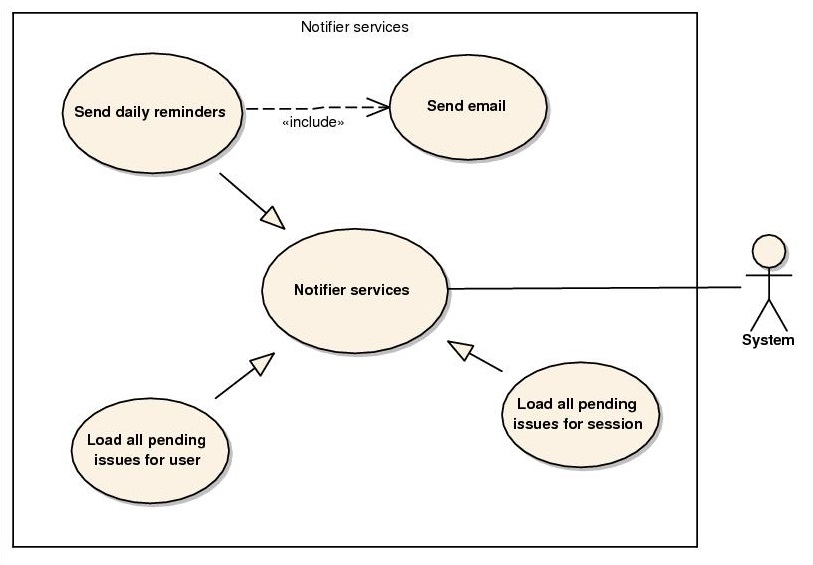 Notifier services
Send daily reminders
Send email
«include»
Notifier services
System
Load all pending
issues for session
Load all pending
issues for user